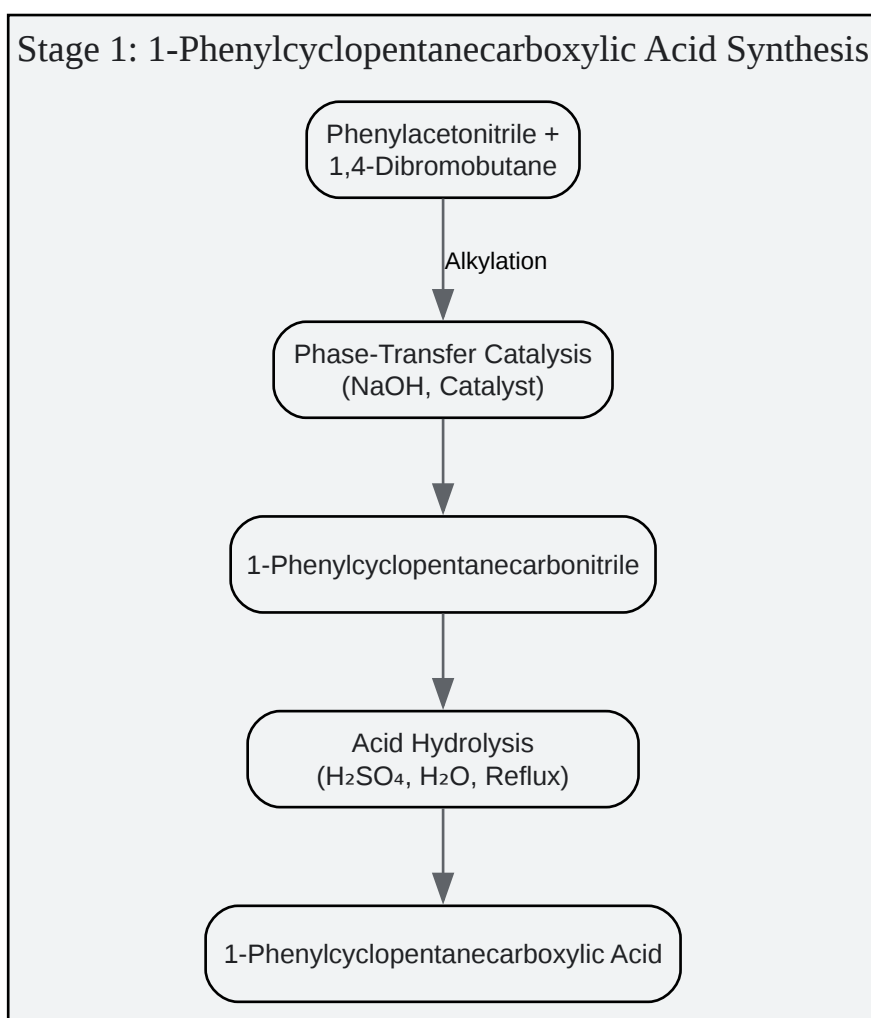 Stage 1: 1-Phenylcyclopentanecarboxylic Acid Synthesis
Phenylacetonitrile +
1,4-Dibromobutane
Alkylation
Phase-Transfer Catalysis
(NaOH, Catalyst)
1-Phenylcyclopentanecarbonitrile
Acid Hydrolysis
(H₂SO₄, H₂O, Reflux)
1-Phenylcyclopentanecarboxylic Acid